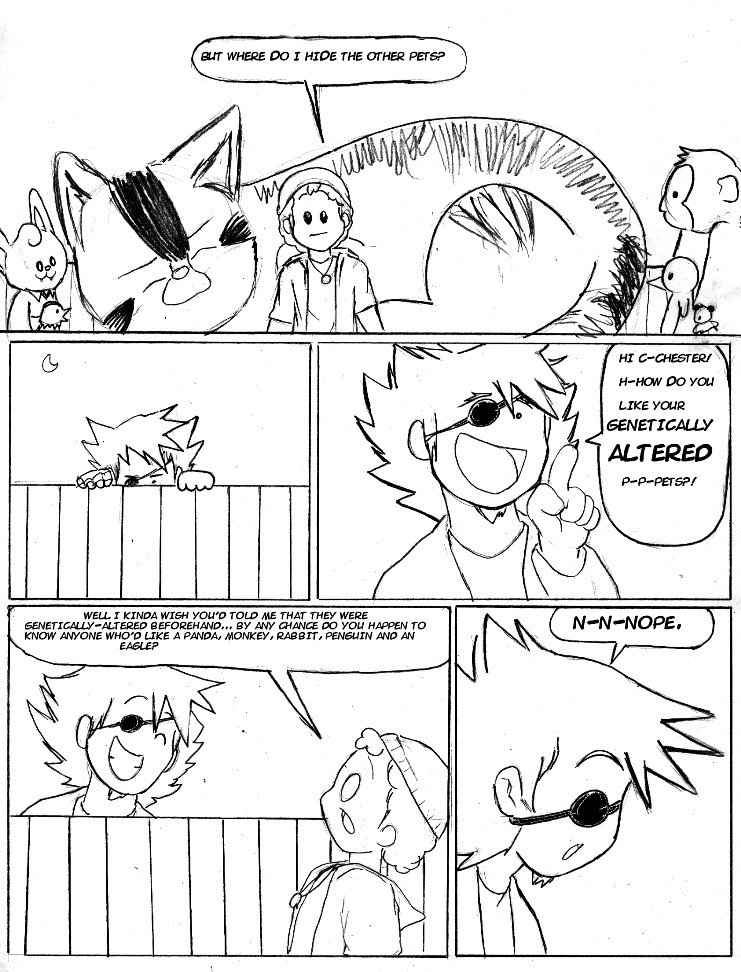 BUT WHERE DO I HIDE THE OTHER PETS?
HI C-CHESTER!
H-HOW DO YOU
LIKE YOUR
GENETICALLY
ALTERED
P-P-PETS?!
WELL I KINDA WISH YOU'D TOLD ME THAT THEY WERE
GENETICALLY-ALTERED BEFOREHAND... BY ANY CHANCE DO YOU HAPPEN TO
KNOW ANYONE WHO'D LIKE A PANDA, MONKEY, RABBIT, PENGUIN AND AN
EAGLE?
N-N-NOPE.